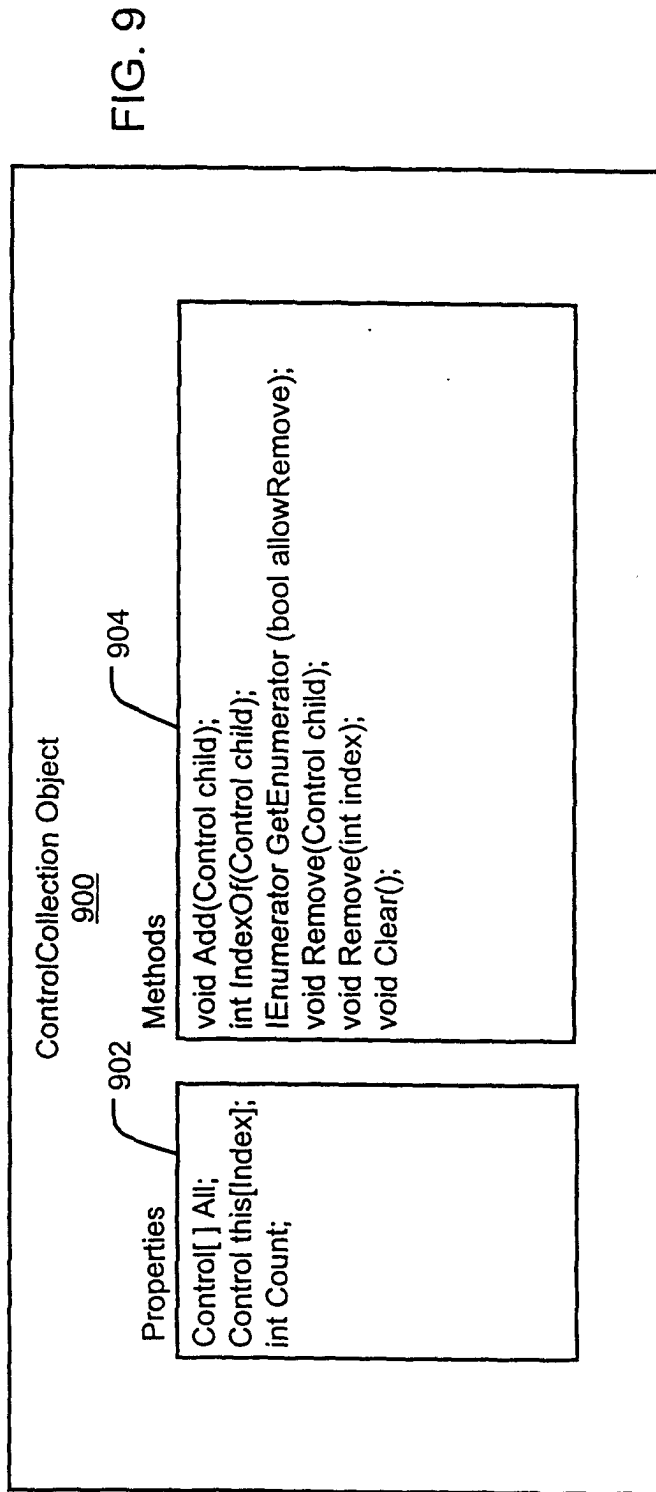 FIG. 9
ControlCollection Object
900
Properties
902
Control[ ] All;
Control this[Index];
int Count;
Methods
904
void Add(Control child);
int IndexOf(Control child);
IEnumerator GetEnumerator (bool allowRemove);
void Remove(Control child);
void Remove(int index);
void Clear();